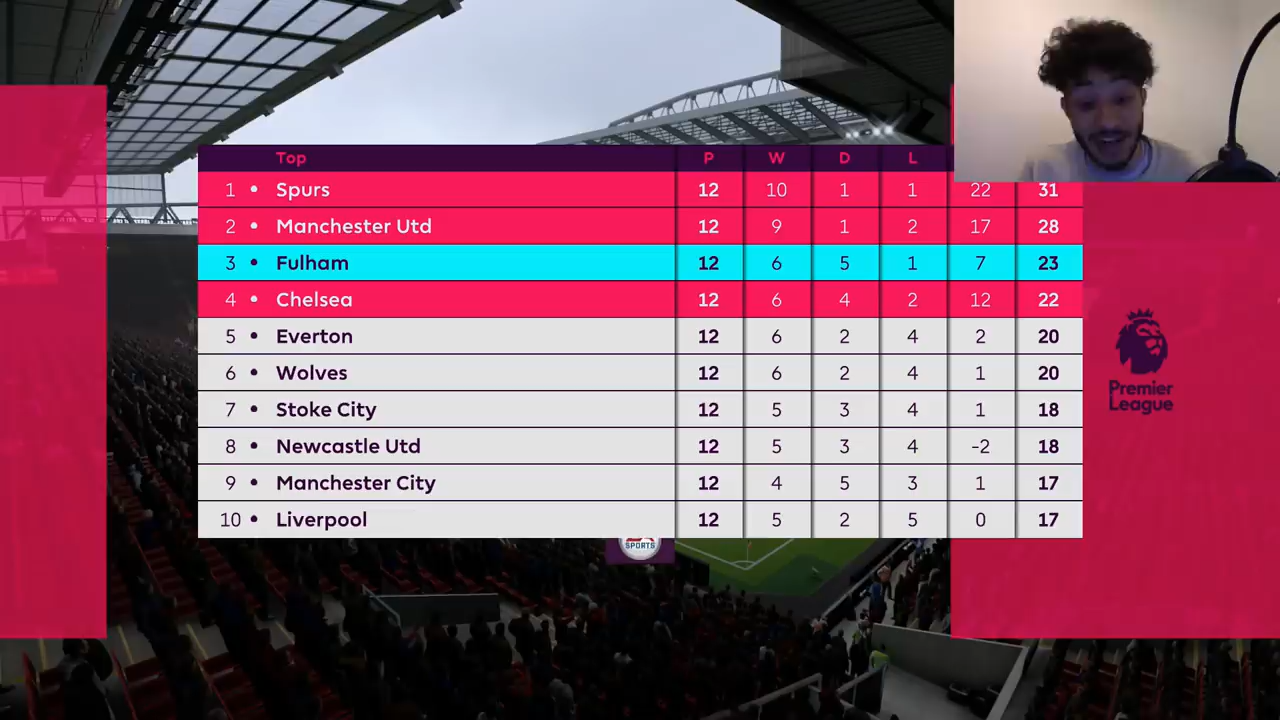 Top P W D L
1 • Spurs 12 10 1 1 22 31
2 • Manchester Utd 12 9 1 2 17 28
3 • Fulham 12 6 5 1 7 23
4 • Chelsea 12 6 4 2 12 22
5 • Everton 12 6 2 4 2 20
6 • Wolves 12 6 2 4 1 20
7 • Stoke City 12 5 3 4 1 18
8 • Newcastle Utd 12 5 3 4 -2 18
9 • Manchester City 12 4 5 3 1 17
10 • Liverpool 12 5 2 5 0 17
Premier
League
SPORTS